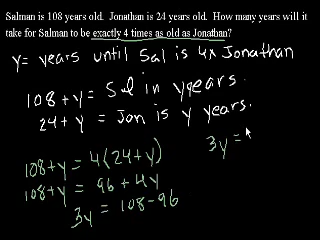 Salman is 108 years old. Jonathan is 24 years old. How many years will it
take for Salman to be exactly 4 times as old as Jonathan?
y= years until Sal is 4x Jonathan
108+y = Sal in y years.
24+y = Jon is y years.
108+y = 4(24+y)
108+y = 96 + 4y
3y = 108-96
3y =